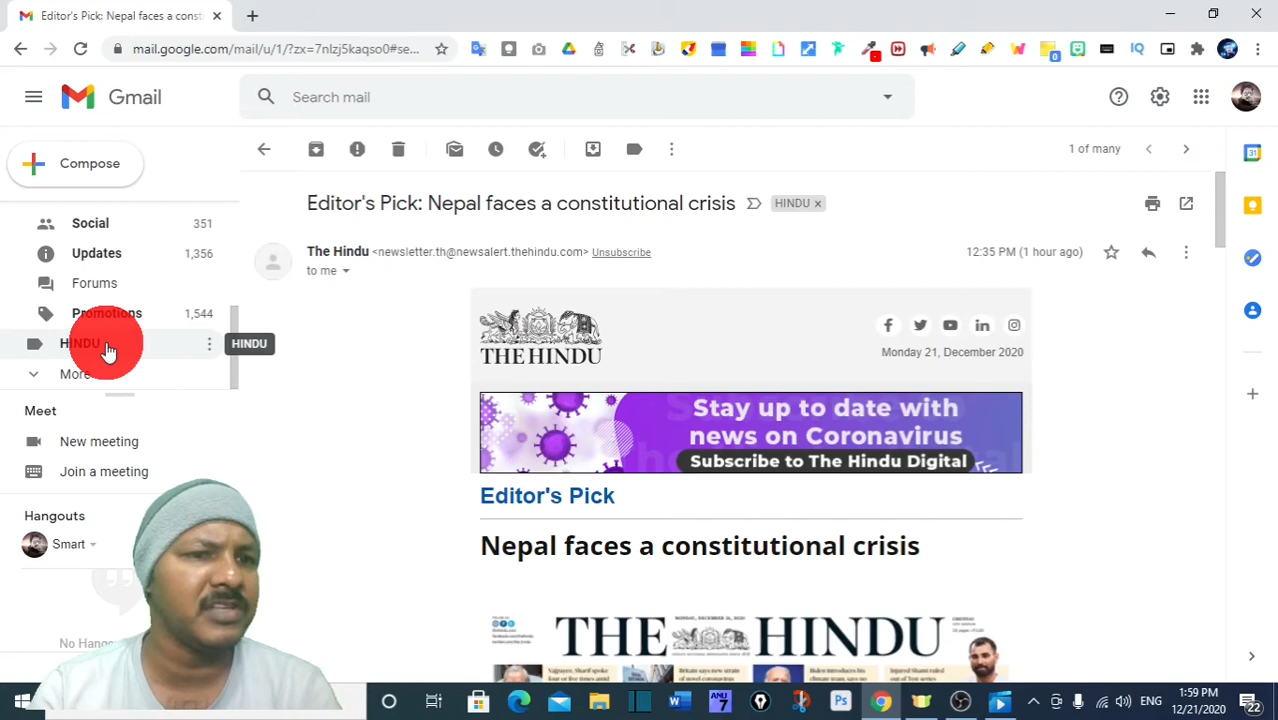 Editor's Pick: Nepal faces a const
mail.google.com/mail/u/1/?zx=7nlzj5kaqso0#se...
Gmail
Search mail
Compose
1 of many
Social 351
Updates 1,356
Forums
Promotions 1,544
HINDU
HINDU
More
Meet
New meeting
Join a meeting
Hangouts
Smart
No Hango
Editor's Pick: Nepal faces a constitutional crisis
HINDU x
The Hindu <newsletter.th@newsalert.thehindu.com> Unsubscribe
12:35 PM (1 hour ago)
to me
THE HINDU
Monday 21, December 2020
Stay up to date with
news on Coronavirus
Subscribe to The Hindu Digital
Editor's Pick
Nepal faces a constitutional crisis
THE HINDU
ENG
1:59 PM
12/21/2020
22